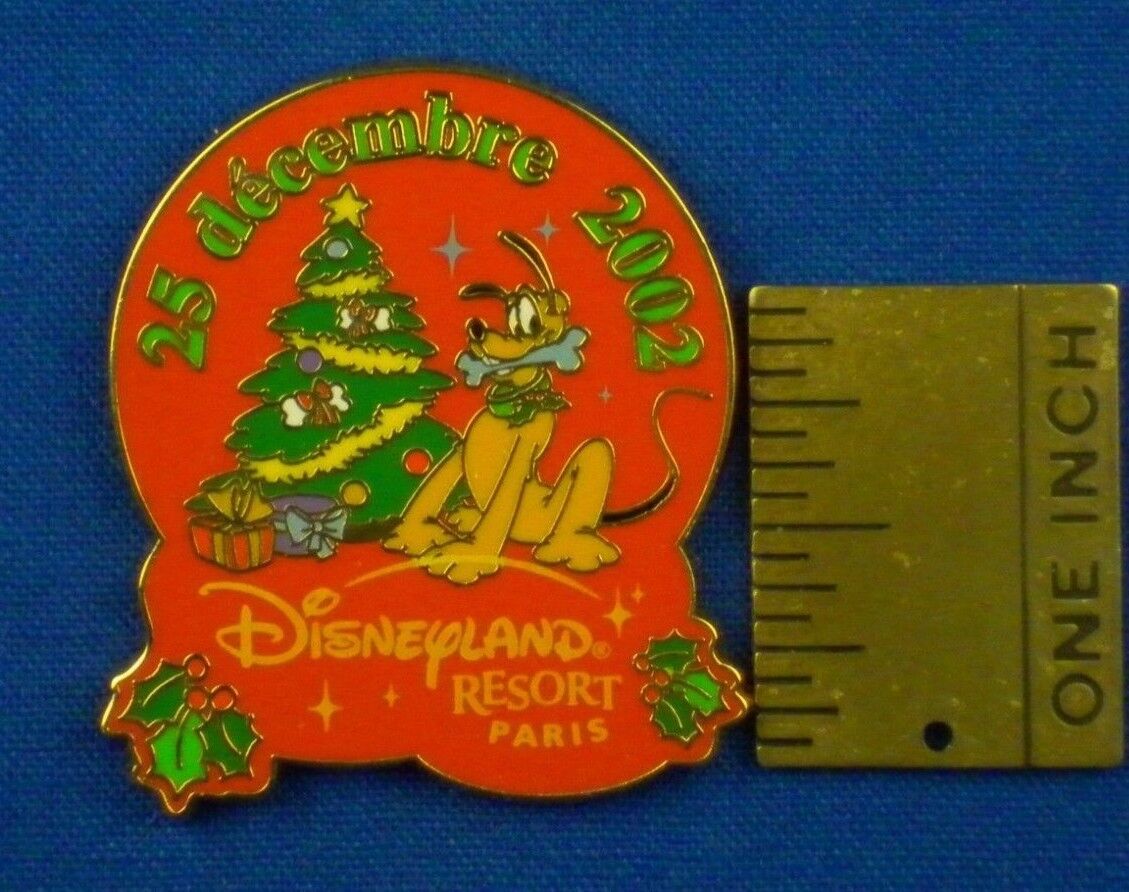 25 décembre 2002
DISNEYLAND®
RESORT
PARIS
ONE INCH